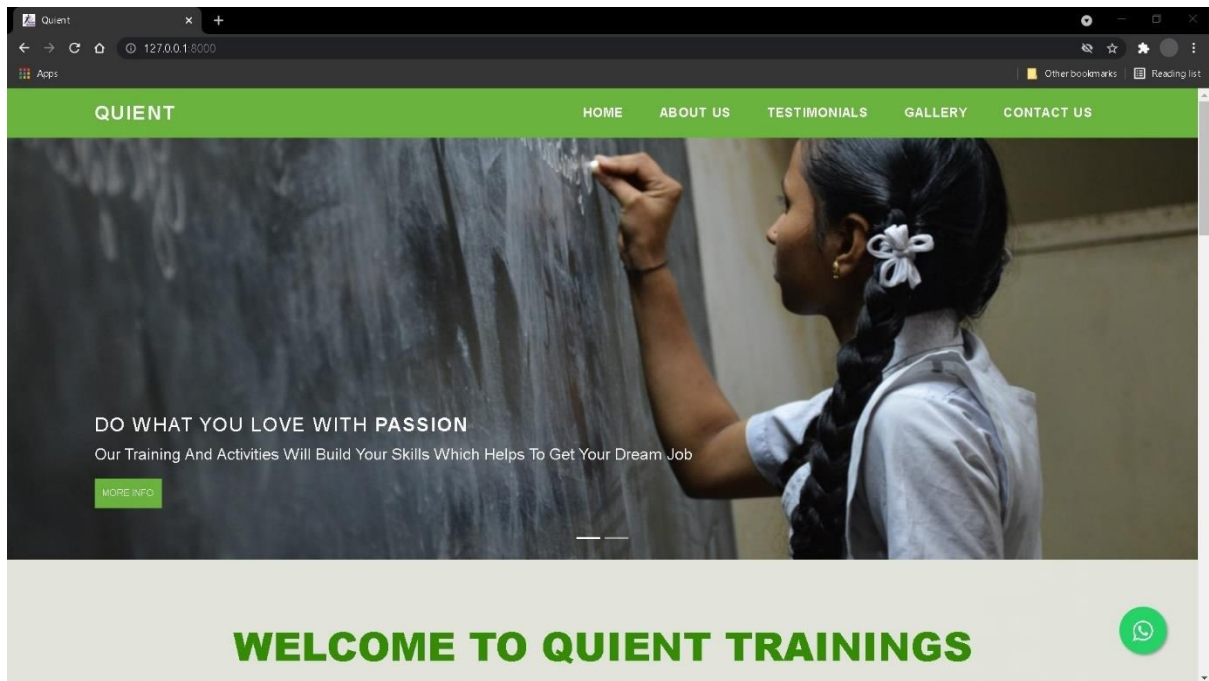 Quient
127.0.0.1:8000
Apps
Other bookmarks
Reading list
QUIENT
HOME ABOUT US TESTIMONIALS GALLERY CONTACT US
DO WHAT YOU LOVE WITH PASSION
Our Training And Activities Will Build Your Skills Which Helps To Get Your Dream Job
MORE INFO
WELCOME TO QUIENT TRAININGS